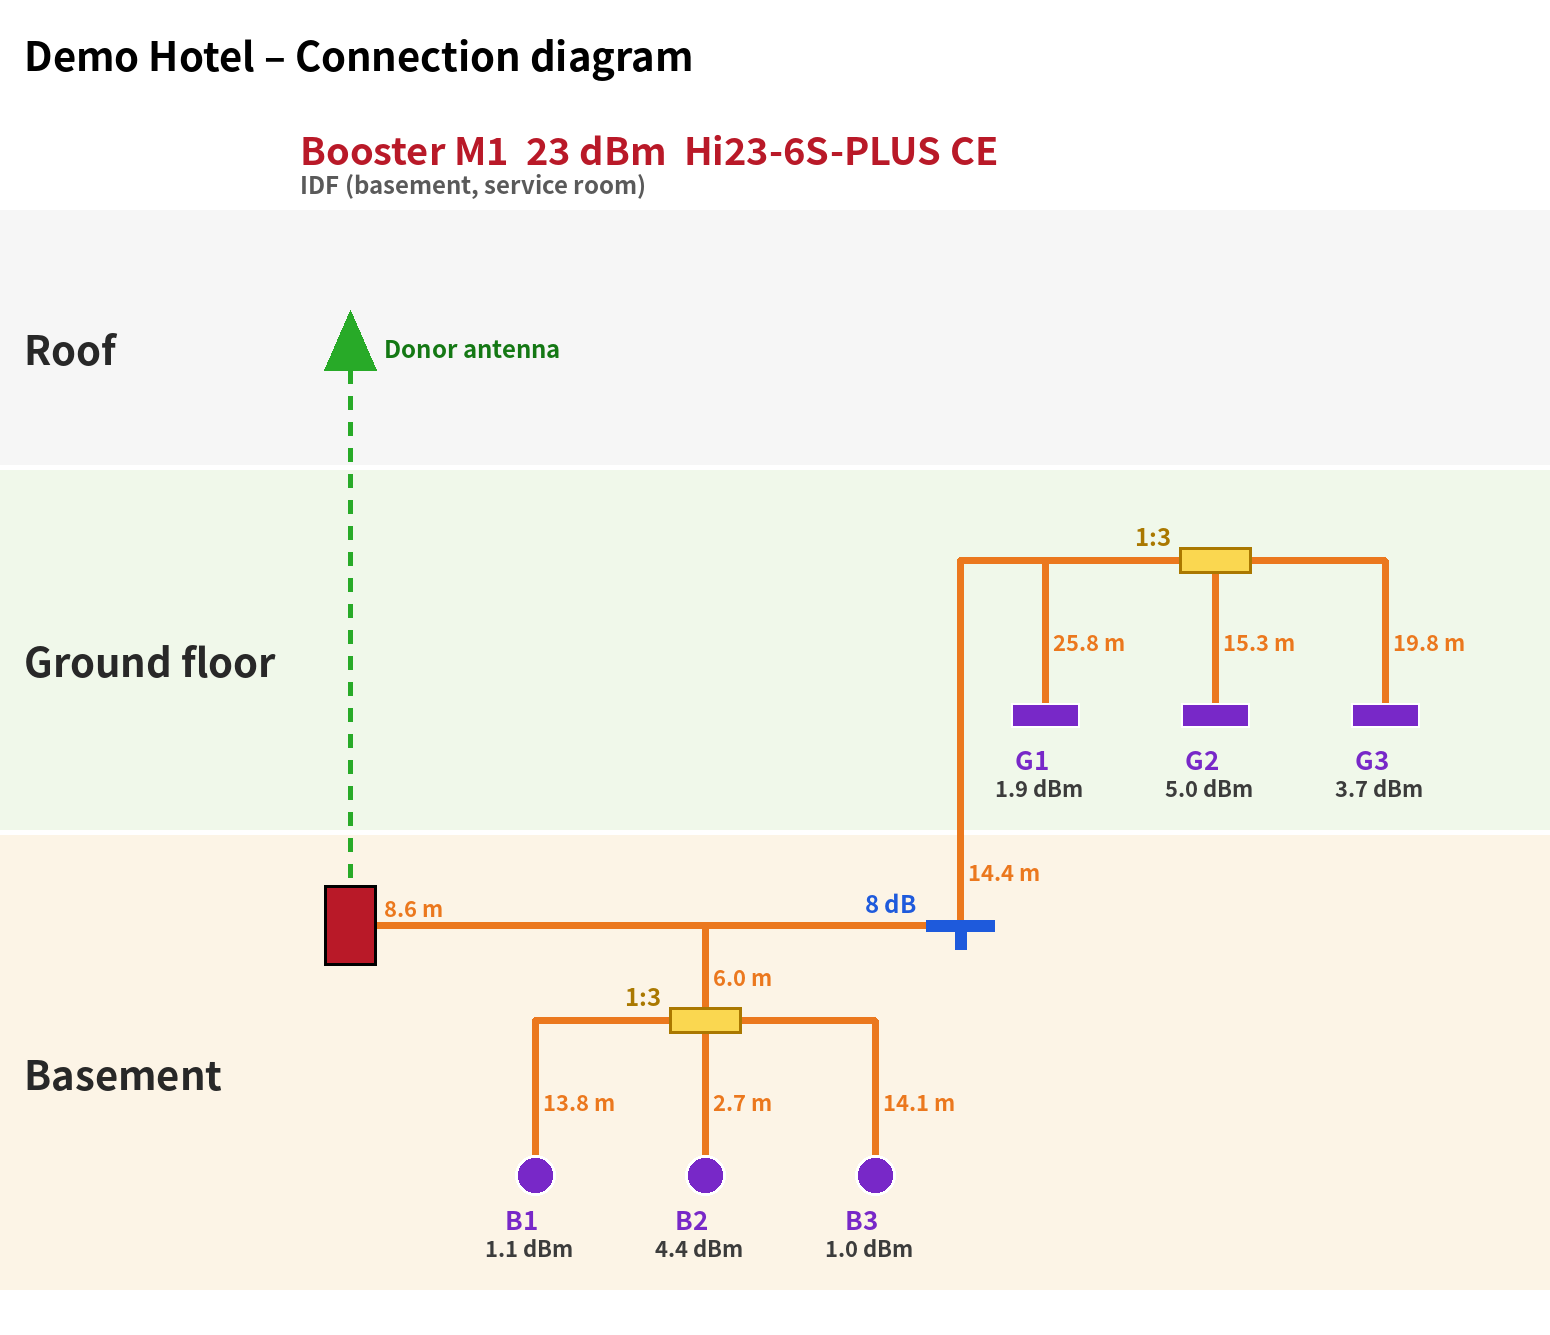 Demo Hotel – Connection diagram
Booster M1 23 dBm Hi23-6S-PLUS CE
IDF (basement, service room)
Roof
Donor antenna
1:3
Ground floor
25.8 m
15.3 m
19.8 m
G1
G2
G3
1.9 dBm
5.0 dBm
3.7 dBm
14.4 m
8.6 m
8 dB
6.0 m
1:3
Basement
13.8 m
2.7 m
14.1 m
B1
B2
B3
1.1 dBm
4.4 dBm
1.0 dBm